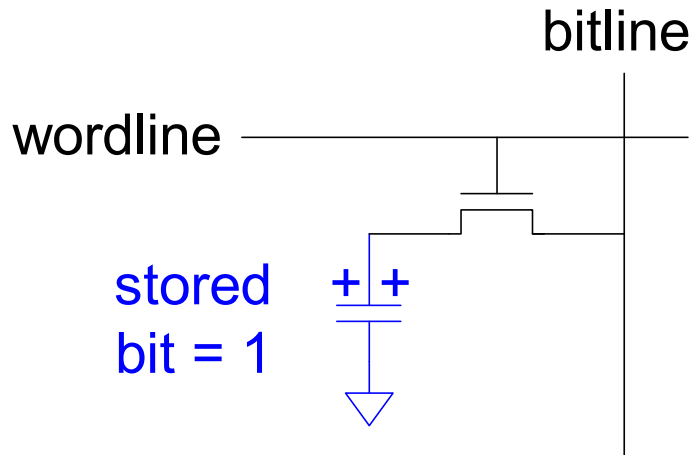 bitline
wordline
+ +
stored
bit = 1